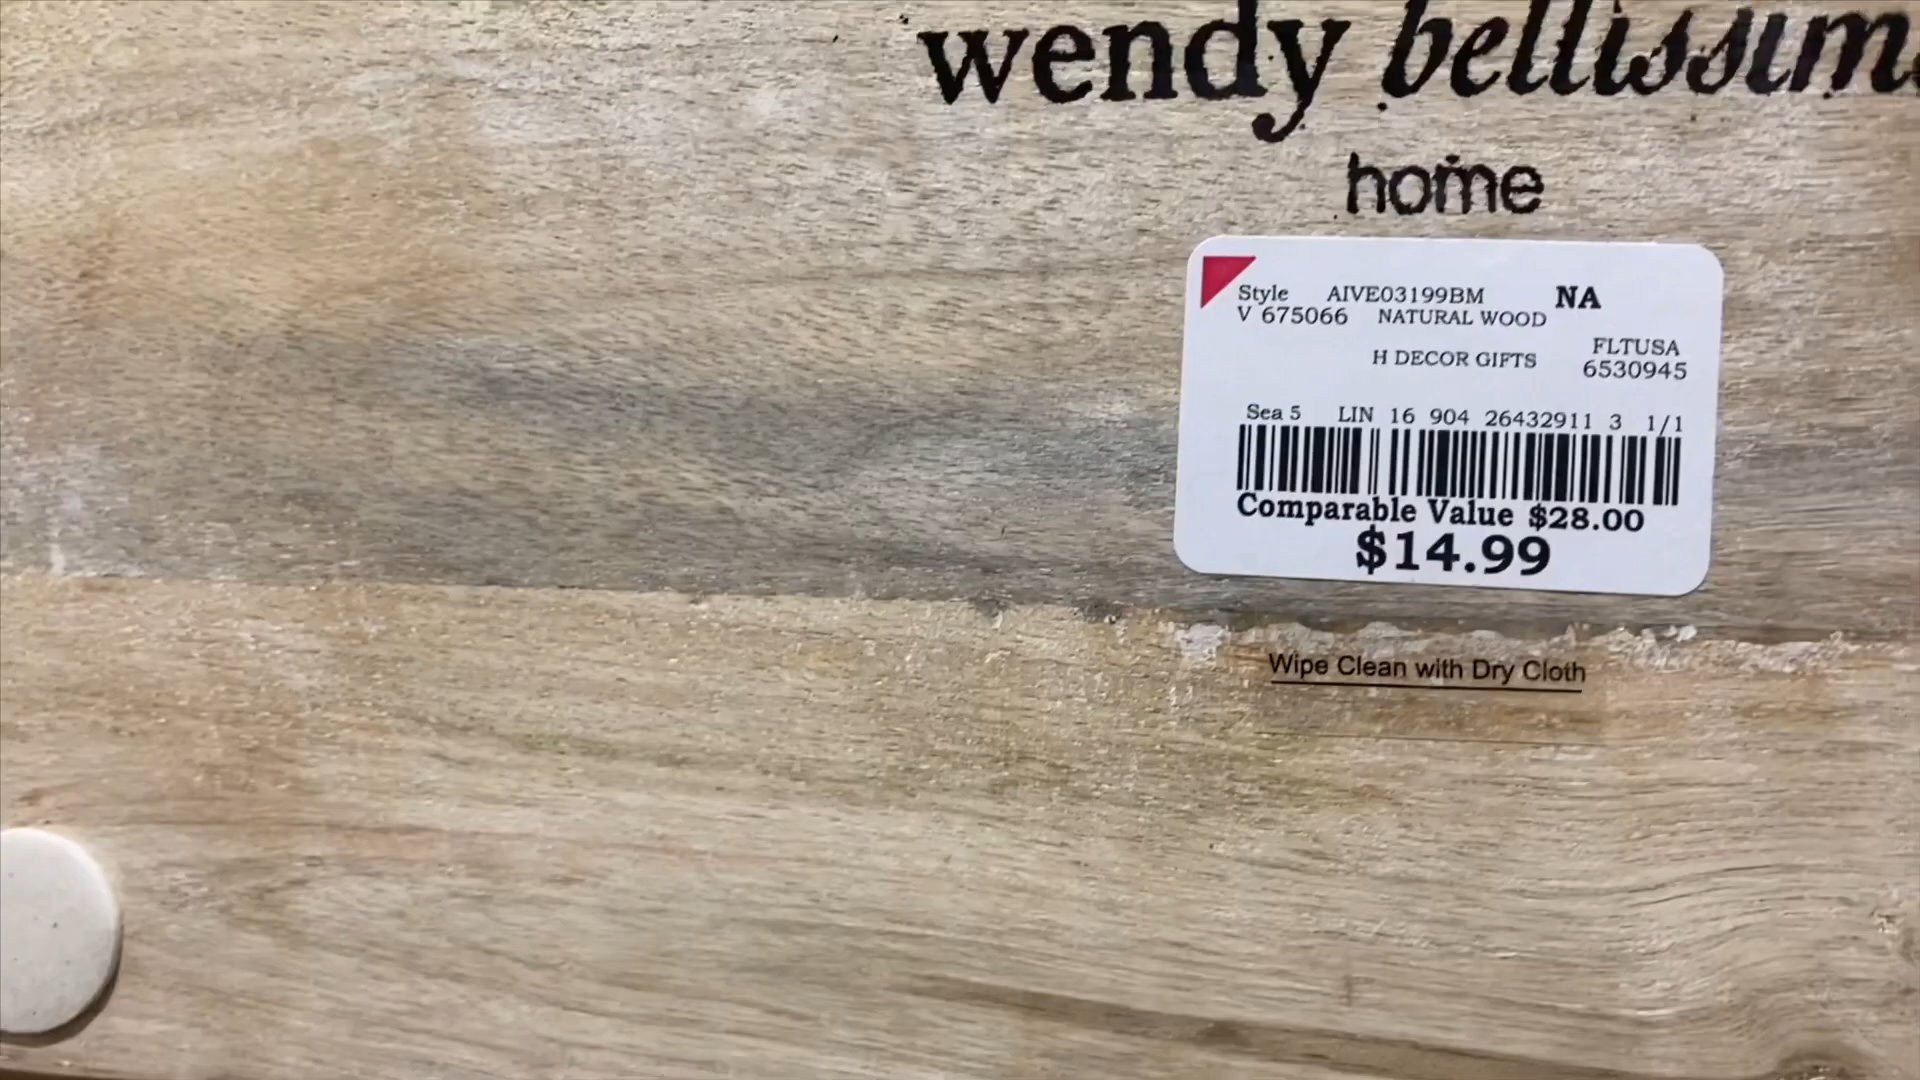 wendy bellissim
home
Style AIVE03199BM NA
V 675066 NATURAL WOOD
FLTUSA
H DECOR GIFTS 6530945
Sea 5 LIN 16 904 26432911 3 1/1
Comparable Value $28.00
$14.99
Wipe Clean with Dry Cloth